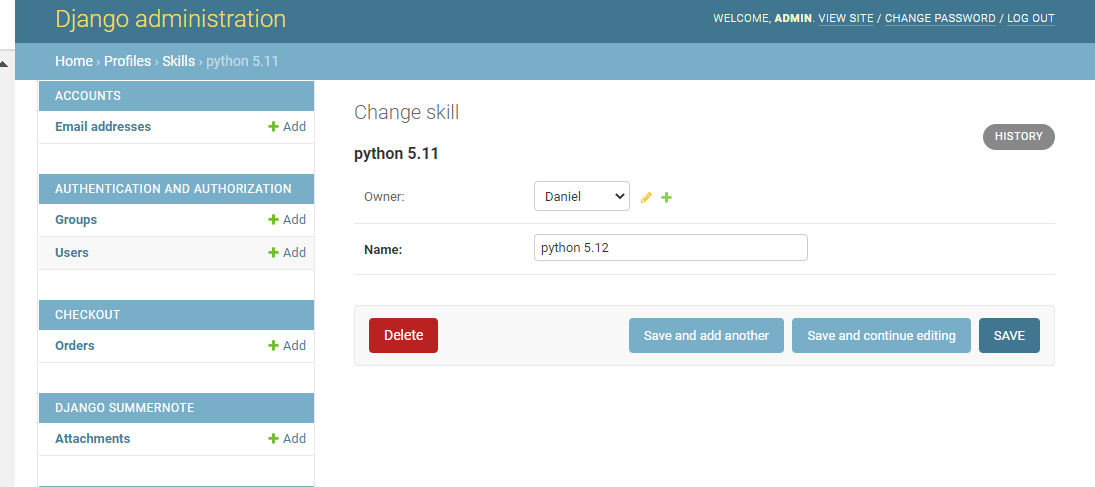 Django administration
WELCOME, ADMIN. VIEW SITE / CHANGE PASSWORD / LOG OUT
Home › Profiles › Skills › python 5.11
ACCOUNTS
Email addresses Add
AUTHENTICATION AND AUTHORIZATION
Groups Add
Users Add
CHECKOUT
Orders Add
DJANGO SUMMERNOTE
Attachments Add
Change skill
HISTORY
python 5.11
Owner: Daniel
Name: python 5.12
Delete Save and add another Save and continue editing SAVE